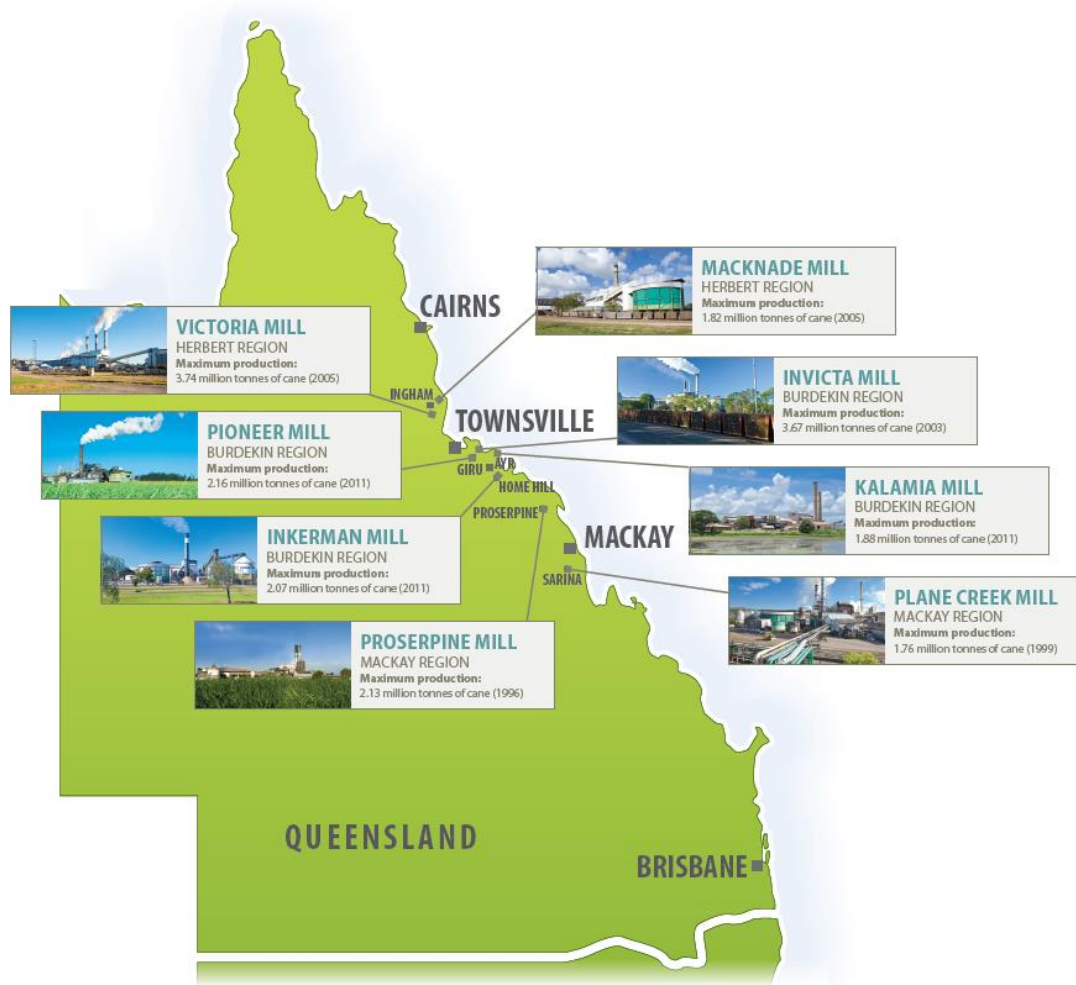 CAIRNS
MACKNADE MILL
HERBERT REGION
Maximum production:
1.82 million tonnes of cane (2005)
VICTORIA MILL
HERBERT REGION
Maximum production:
3.74 million tonnes of cane (2005)
INGHAM
INVICTA MILL
BURDEKIN REGION
Maximum production:
3.67 million tonnes of cane (2003)
TOWNSVILLE
PIONEER MILL
BURDEKIN REGION
Maximum production:
2.16 million tonnes of cane (2011)
GIRU
AYR
HOME HILL
KALAMIA MILL
BURDEKIN REGION
Maximum production:
1.88 million tonnes of cane (2011)
PROSERPINE
INKERMAN MILL
BURDEKIN REGION
Maximum production:
2.07 million tonnes of cane (2011)
MACKAY
SARINA
PLANE CREEK MILL
MACKAY REGION
Maximum production:
1.76 million tonnes of cane (1999)
PROSERPINE MILL
MACKAY REGION
Maximum production:
2.13 million tonnes of cane (1996)
QUEENSLAND
BRISBANE